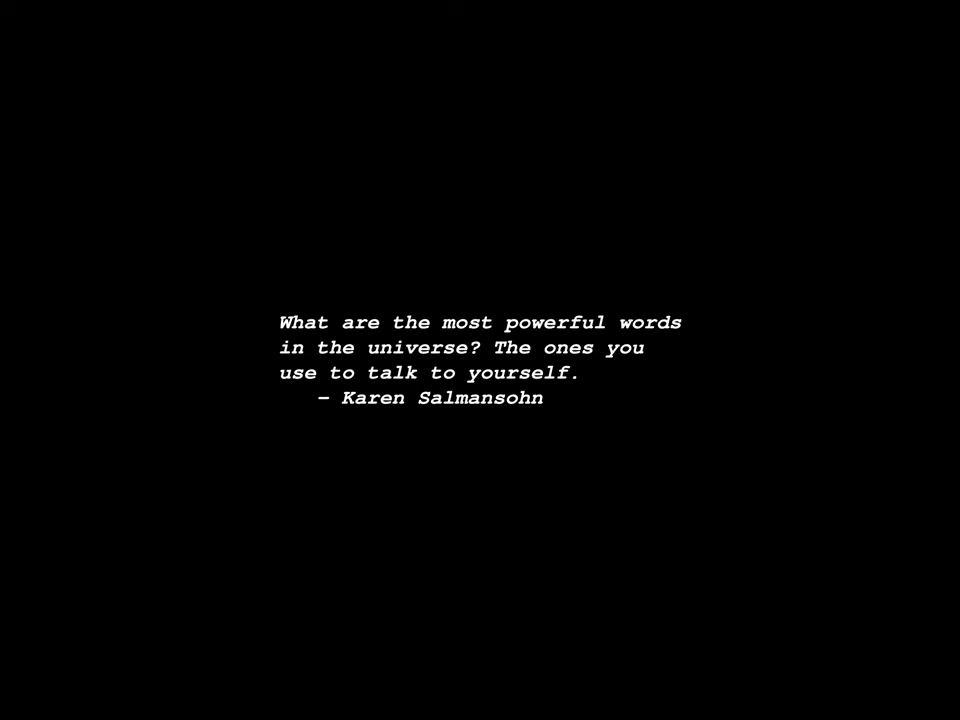 What are the most powerful words
in the universe? The ones you
use to talk to yourself.
– Karen Salmansohn